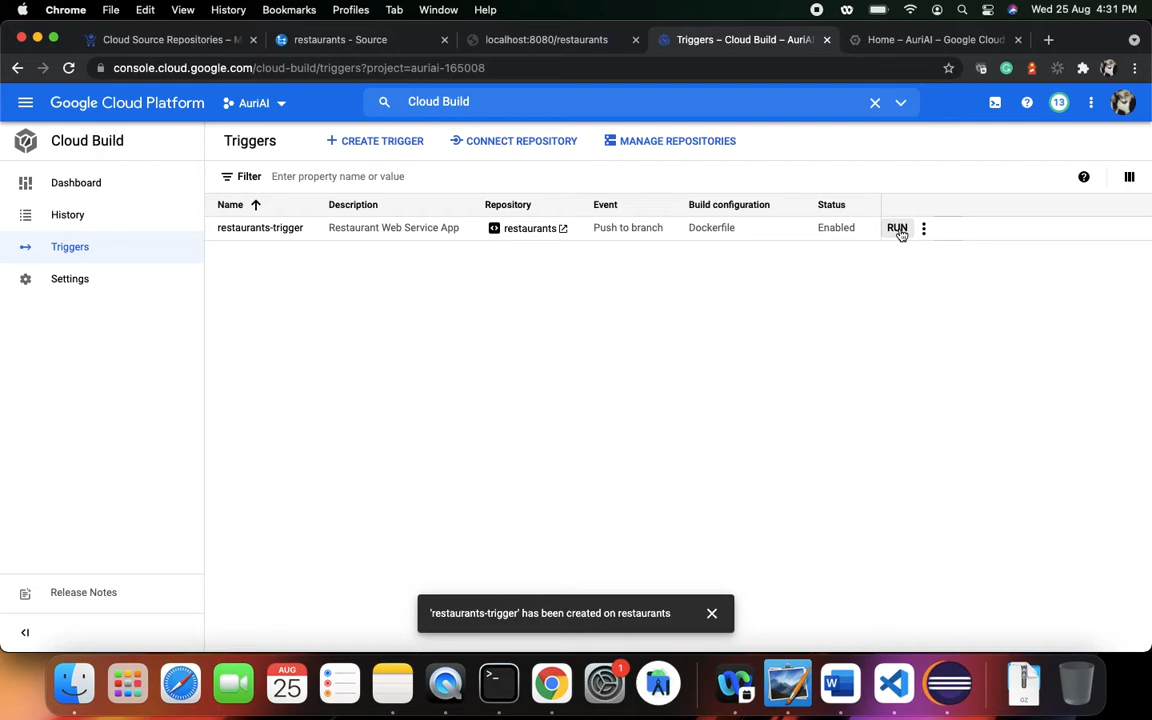 Chrome File Edit View History Bookmarks Profiles Tab Window Help Wed 25 Aug 4:31 PM
Cloud Source Repositories – M restaurants - Source localhost:8080/restaurants Triggers – Cloud Build – AuriAI Home – AuriAI – Google Cloud
console.cloud.google.com/cloud-build/triggers?project=auriai-165008
Google Cloud Platform AuriAI Cloud Build 13
Cloud Build Triggers CREATE TRIGGER CONNECT REPOSITORY MANAGE REPOSITORIES
Filter Enter property name or value
Dashboard
Name Description Repository Event Build configuration Status
History
restaurants-trigger Restaurant Web Service App restaurants Push to branch Dockerfile Enabled RUN
Triggers
Settings
Release Notes
'restaurants-trigger' has been created on restaurants
AUG
25
1
GZ